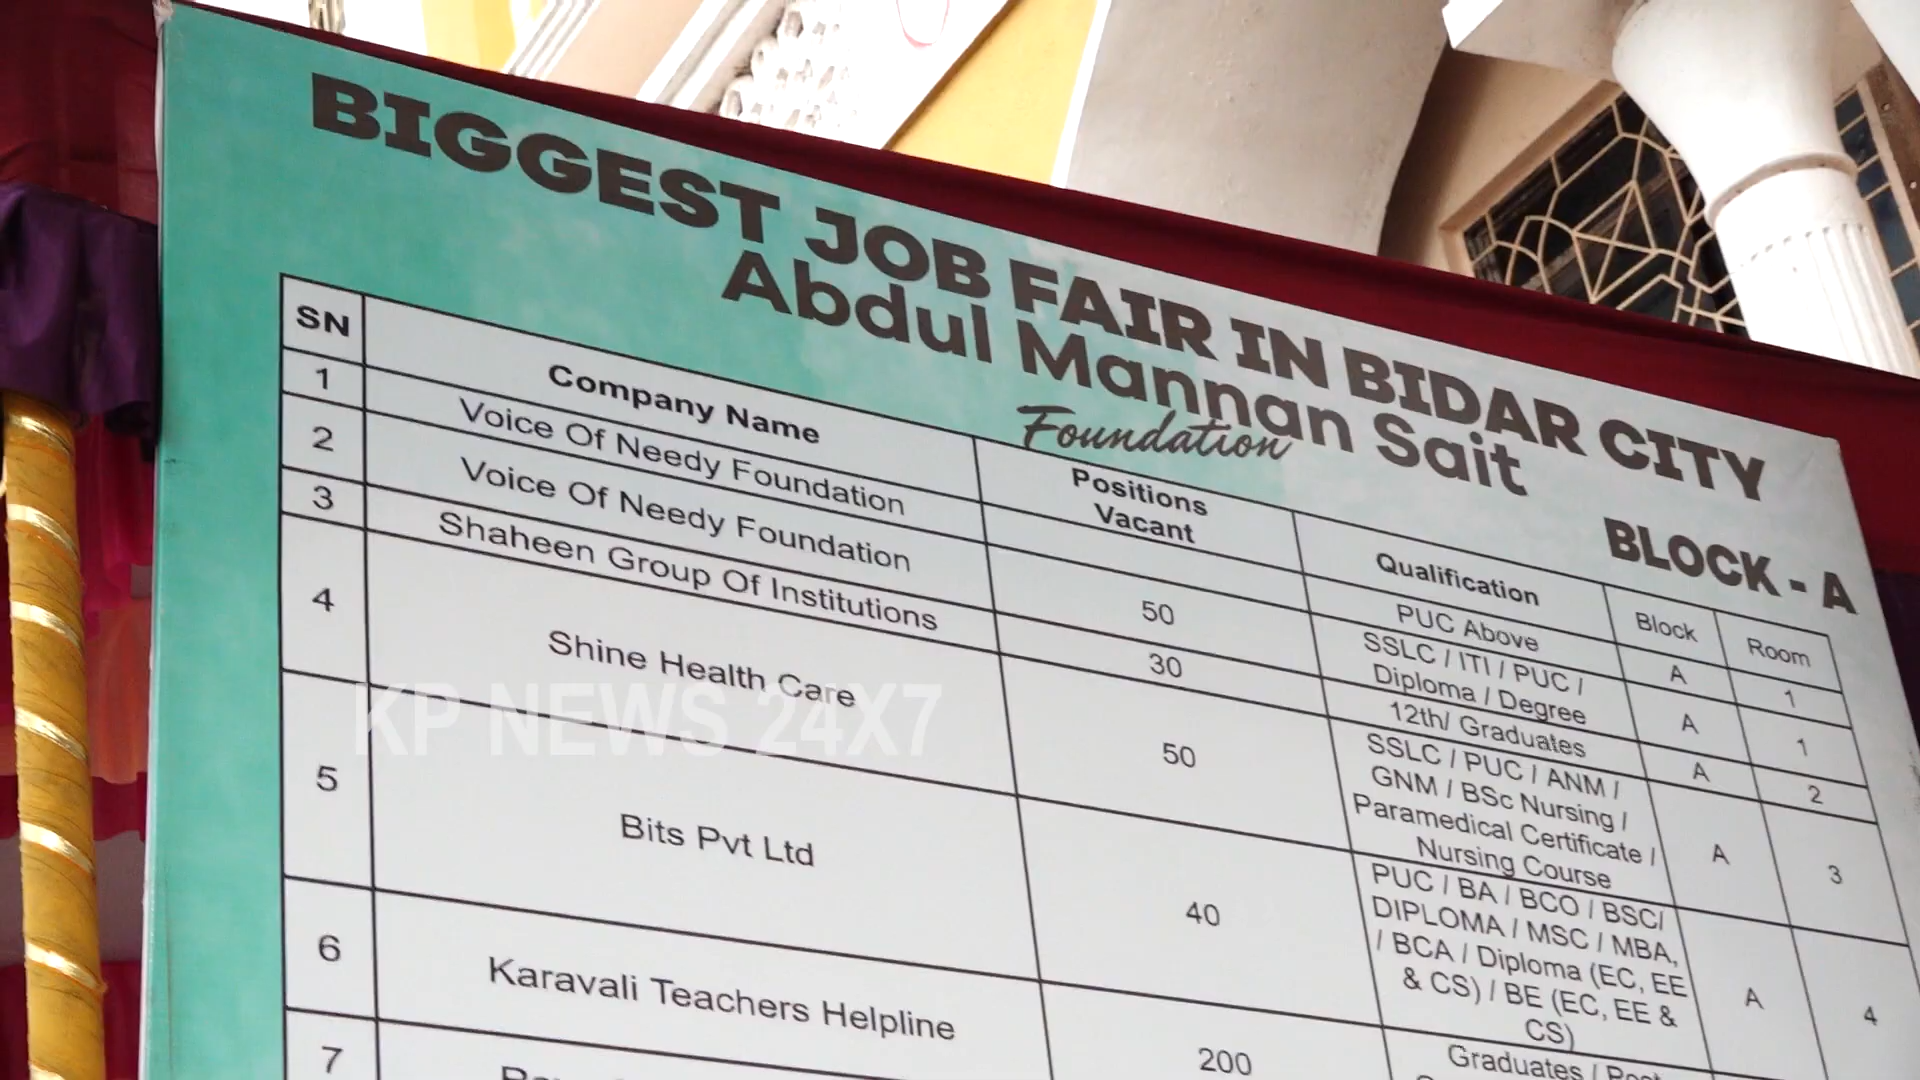 BIGGEST JOB FAIR IN BIDAR CITY
Abdul Mannan Sait
Foundation
BLOCK - A
SN Company Name Positions Vacant Qualification Block Room
1 Voice Of Needy Foundation PUC Above A 1
2 Voice Of Needy Foundation 50 SSLC / ITI / PUC /
Diploma / Degree A 1
3 Shaheen Group Of Institutions 30 12th/ Graduates A 2
4 Shine Health Care 50 SSLC / PUC / ANM /
GNM / BSc Nursing /
Paramedical Certificate /
Nursing Course A 3
5 Bits Pvt Ltd 40 PUC / BA / BCO / BSC/
DIPLOMA / MSC / MBA,
/ BCA / Diploma (EC, EE
& CS) / BE (EC, EE &
CS) A 4
6 Karavali Teachers Helpline 200 Graduates /
7
KP NEWS 24X7